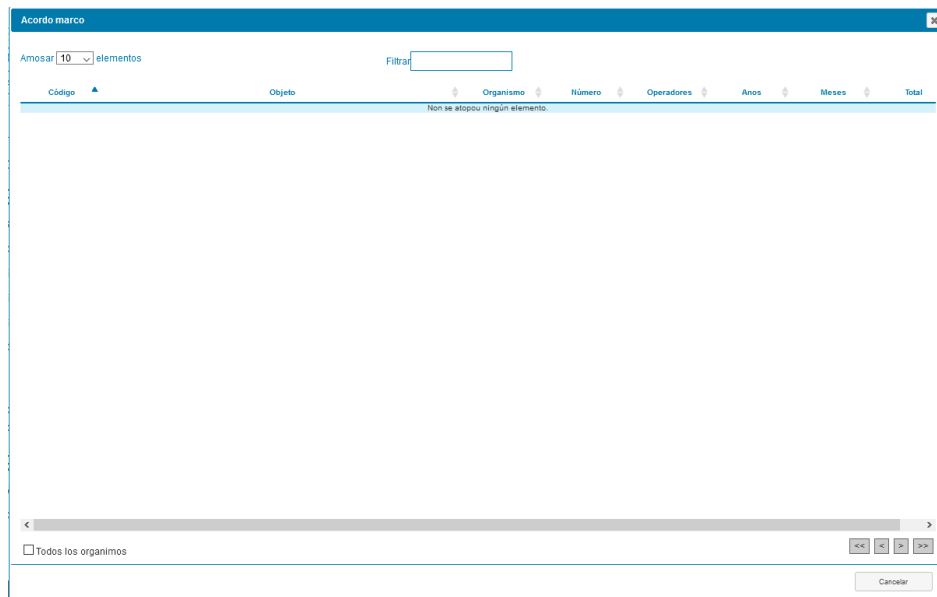 Acordo marco
Amosar 10 elementos
Filtrar
Código Objeto Organismo Número Operadores Anos Meses Total
Non se atopou ningún elemento.
Todos los organimos
<< < > >>
Cancelar